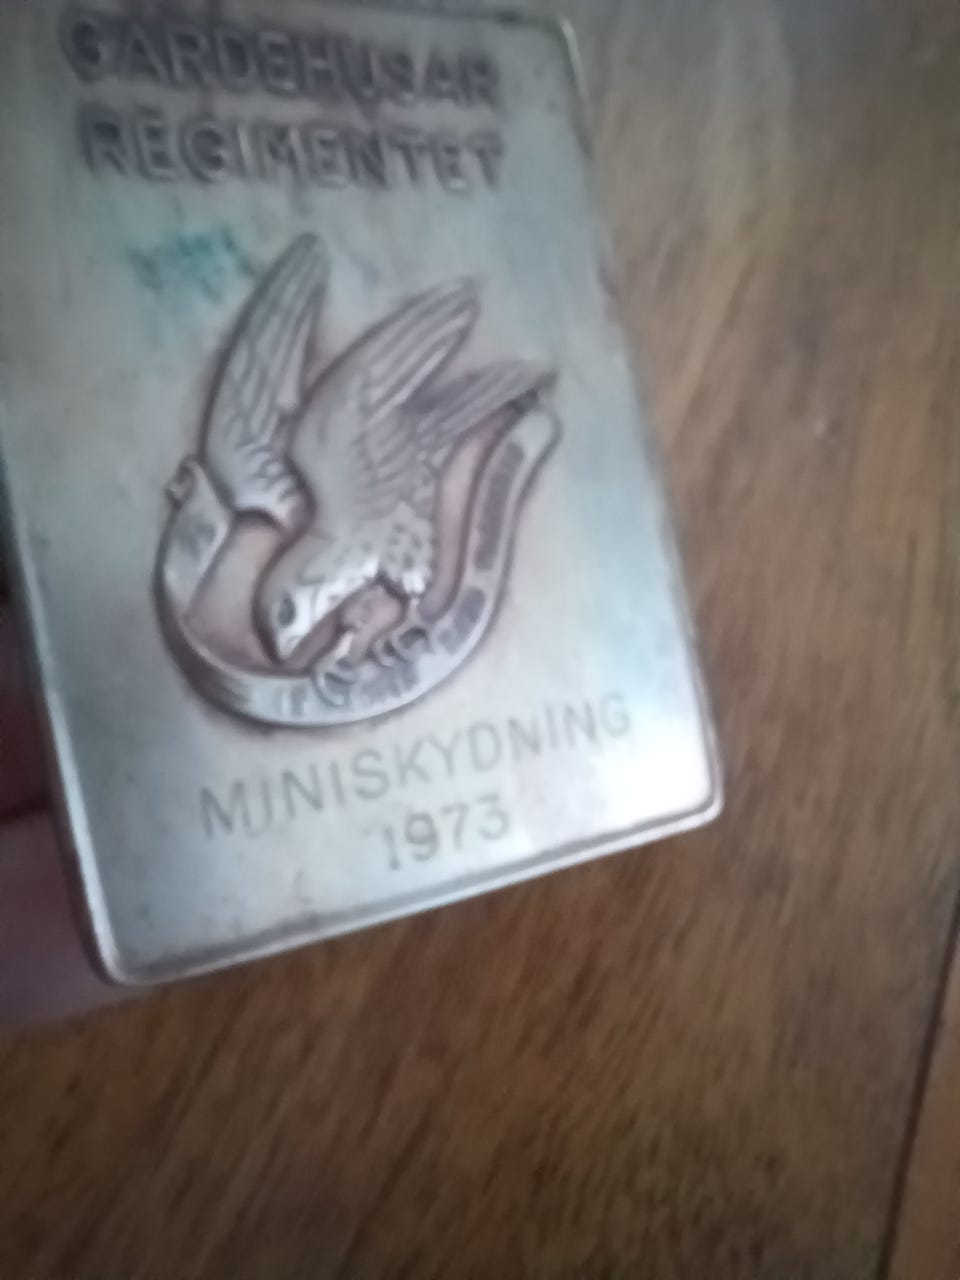 GARDEHUSAR
REGIMENTET
MINISKYDNING
1973